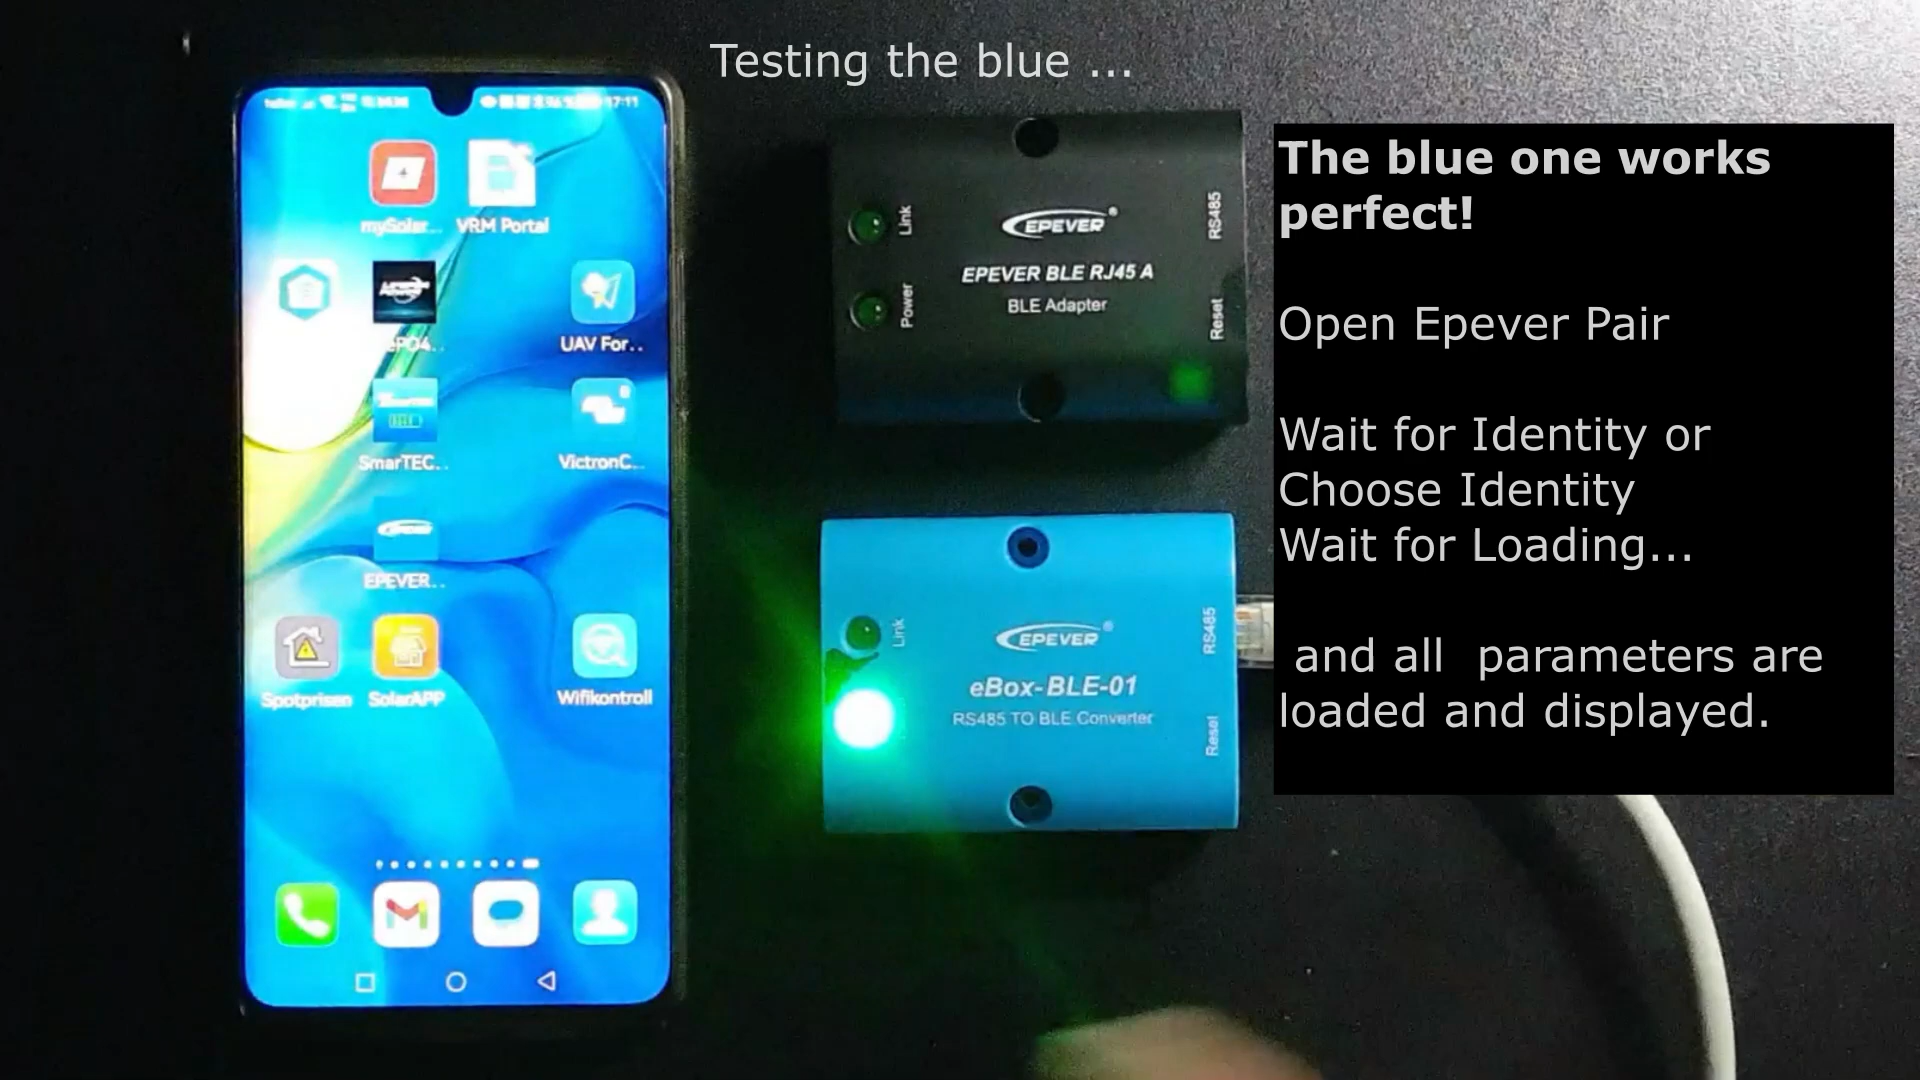 Testing the blue ...
17:11
mySolar...
VRM Portal
ePO4...
UAV For...
SmarTEC...
VictronC...
EPEVER...
Spotprisen
SolarAPP
Wifikontroll
Link
Power
EPEVER®
EPEVER BLE RJ45 A
BLE Adapter
RS485
Reset
Link
EPEVER®
eBox-BLE-01
RS485 TO BLE Converter
RS485
Reset
The blue one works
perfect!
Open Epever Pair
Wait for Identity or
Choose Identity
Wait for Loading...
and all parameters are
loaded and displayed.